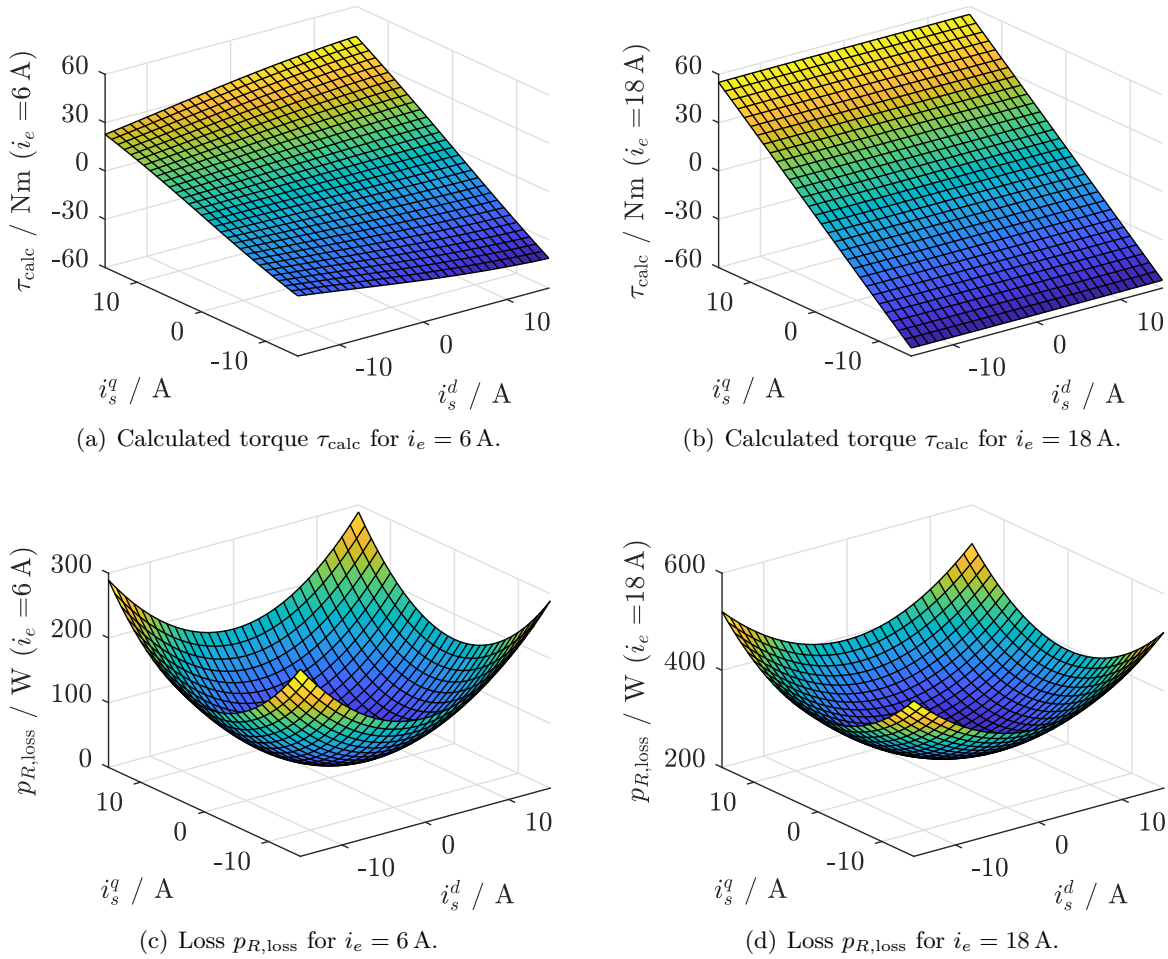 60
30
0
-30
-60
τcalc / Nm (i_e =6 A)
10
0
-10
i_s^q / A
-10
0
10
i_s^d / A
(a) Calculated torque τcalc for i_e = 6 A.
60
30
0
-30
-60
τcalc / Nm (i_e =18 A)
10
0
-10
i_s^q / A
-10
0
10
i_s^d / A
(b) Calculated torque τcalc for i_e = 18 A.
300
200
100
0
p_R,loss / W (i_e =6 A)
10
0
-10
i_s^q / A
-10
0
10
i_s^d / A
(c) Loss p_R,loss for i_e = 6 A.
600
400
200
p_R,loss / W (i_e =18 A)
10
0
-10
i_s^q / A
-10
0
10
i_s^d / A
(d) Loss p_R,loss for i_e = 18 A.